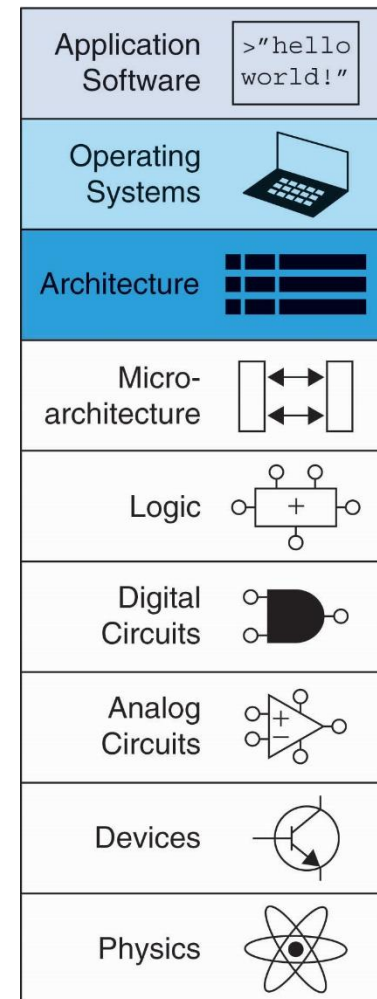 Application
Software
>"hello
world!"
Operating
Systems
Architecture
Micro-
architecture
Logic
+
Digital
Circuits
Analog
Circuits
+
−
Devices
Physics